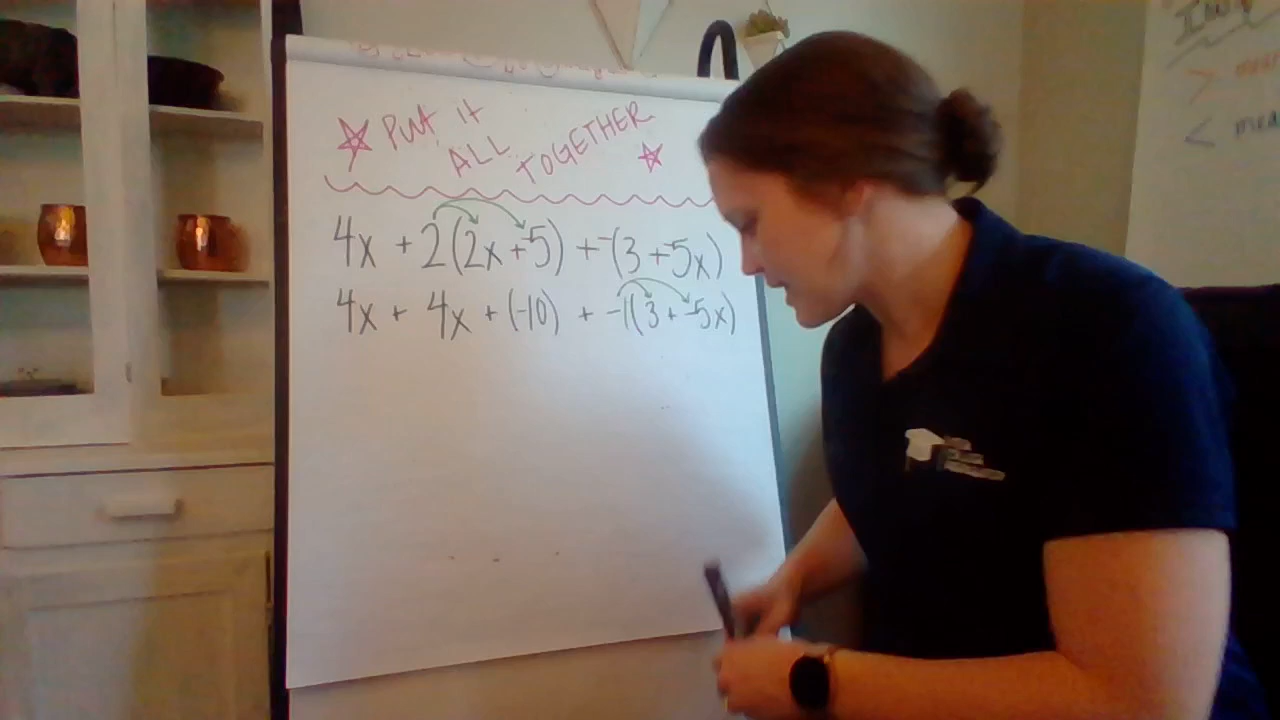 PUT IT
ALL
TOGETHER
4x + 2(2x + -5) + -(3 + -5x)
4x + 4x + (-10) + -1(3 + -5x)
>
<